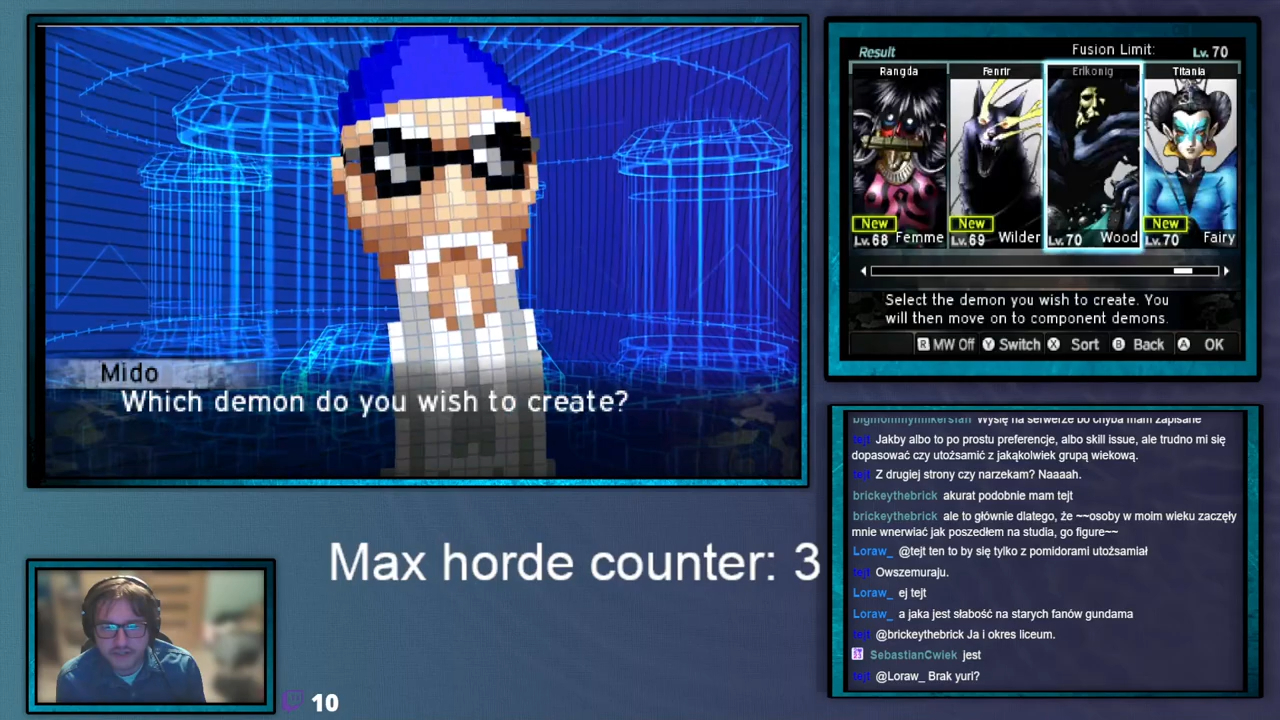 Mido
Which demon do you wish to create?
Result
Fusion Limit: Lv. 70
Rangda
Fenrir
Erlkonig
Titania
New
New
New
Lv. 68 Femme
Lv. 69 Wilder
Lv. 70 Wood
Lv. 70 Fairy
Select the demon you wish to create. You
will then move on to component demons.
R MW Off Y Switch X Sort B Back A OK
Max horde counter: 3
10
Wyślę na serwerze bo chyba mam zapisane
tejt Jakby albo to po prostu preferencje, albo skill issue, ale trudno mi się
dopasować czy utożsamić z jakąkolwiek grupą wiekową.
tejt Z drugiej strony czy narzekam? Naaaah.
brickeythebrick akurat podobnie mam tejt
brickeythebrick ale to głównie dlatego, że ~~osoby w moim wieku zaczęły
mnie wnerwiać jak poszedłem na studia, go figure~~
Loraw_ @tejt ten to by się tylko z pomidorami utożsamiał
tejt Owszemuraju.
Loraw_ ej tejt
Loraw_ a jaka jest słabość na starych fanów gundama
tejt @brickeythebrick Ja i okres liceum.
SebastianCwiek jest
tejt @Loraw_ Brak yuri?